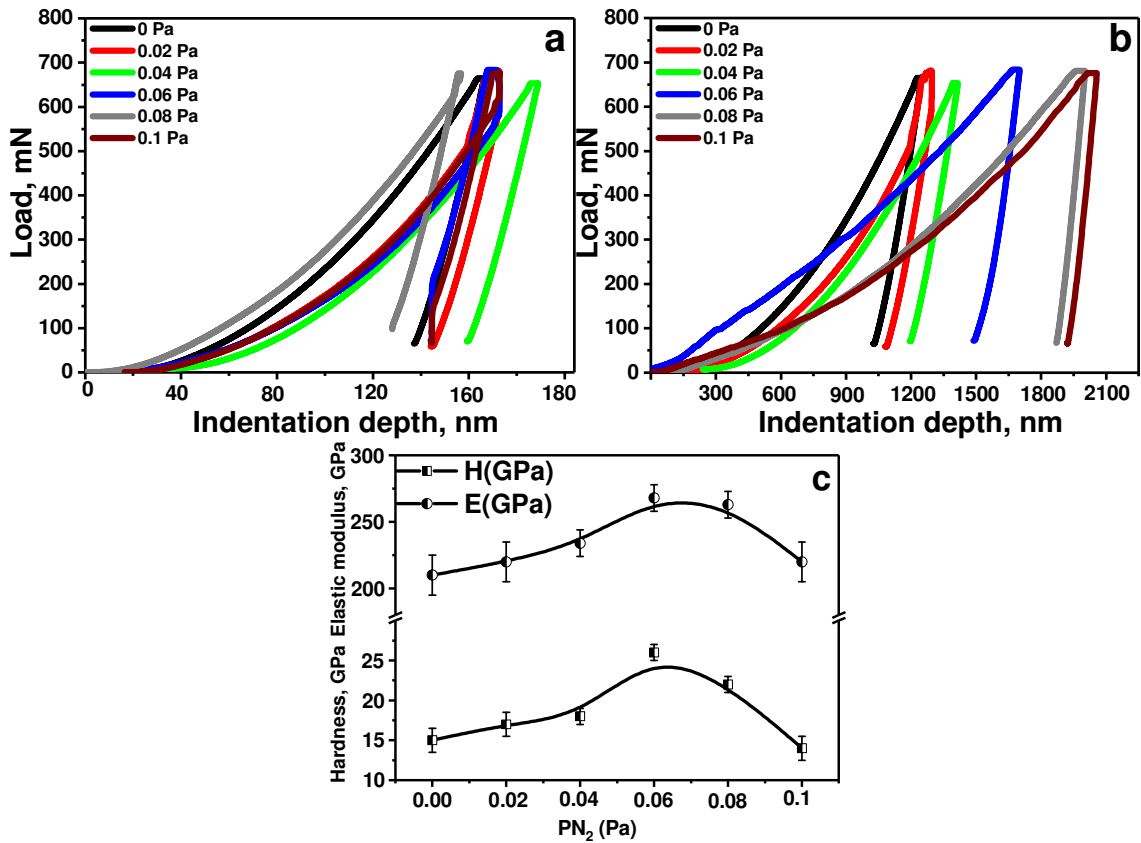 a
0 Pa
0.02 Pa
0.04 Pa
0.06 Pa
0.08 Pa
0.1 Pa
800
700
600
500
400
300
200
100
0
Load, mN
0 40 80 120 160 180
Indentation depth, nm
b
0 Pa
0.02 Pa
0.04 Pa
0.06 Pa
0.08 Pa
0.1 Pa
800
700
600
500
400
300
200
100
0
Load, mN
300 600 900 1200 1500 1800 2100
Indentation depth, nm
c
H(GPa)
E(GPa)
300
250
200
25
20
15
10
Hardness, GPa Elastic modulus, GPa
0.00 0.02 0.04 0.06 0.08 0.1
PN2 (Pa)